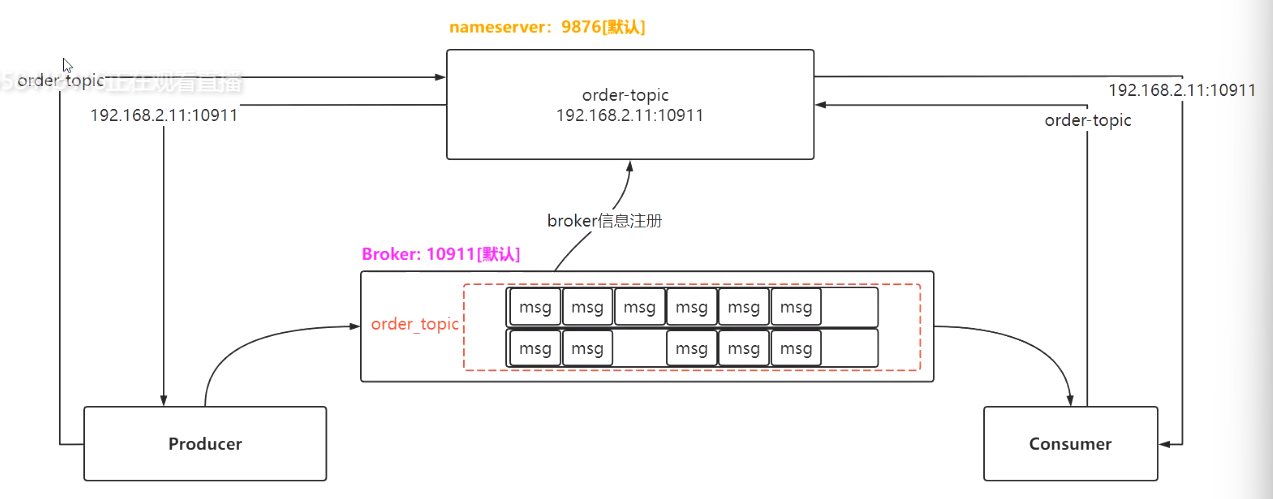 nameserver: 9876[默认]
order-topic
正在观看直播
192.168.2.11:10911
order-topic
192.168.2.11:10911
192.168.2.11:10911
order-topic
broker信息注册
Broker: 10911[默认]
order_topic
msg msg msg msg msg msg
msg msg msg msg msg
Producer
Consumer